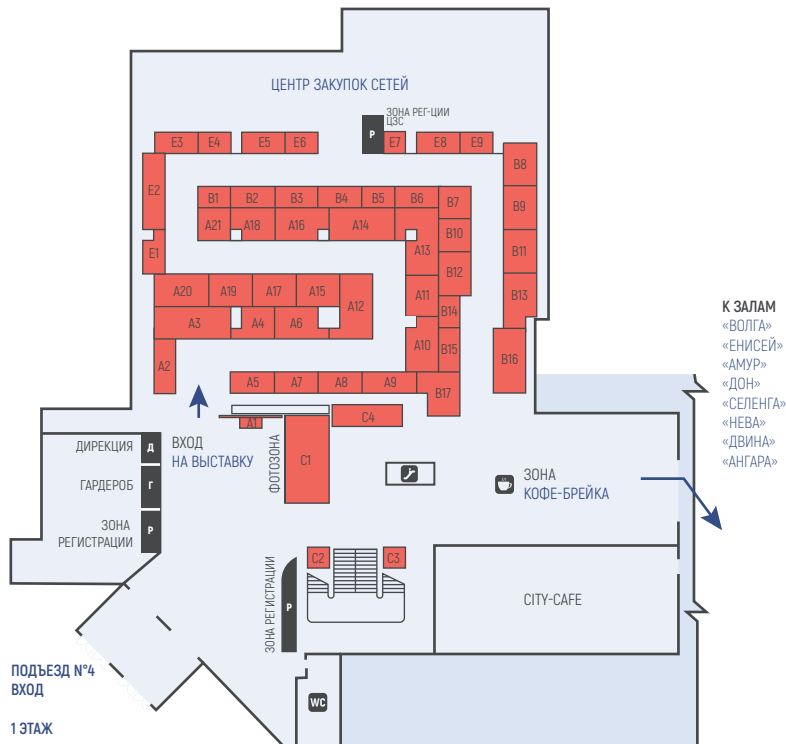 ЦЕНТР ЗАКУПОК СЕТЕЙ
ЗОНА РЕГ-ЦИИ
ЦЗС
Р
E3
E4
E5
E6
E7
E8
E9
B8
E2
B1
B2
B3
B4
B5
B6
B7
B9
A21
A18
A16
A14
B10
E1
A13
B11
B12
A20
A19
A17
A15
A12
A11
B13
A3
A4
A6
B14
A10
B15
A2
B16
A5
A7
A8
A9
B17
A1
C4
C1
ФОТОЗОНА
ВХОД
НА ВЫСТАВКУ
ДИРЕКЦИЯ
Д
ГАРДЕРОБ
Г
ЗОНА
РЕГИСТРАЦИИ
Р
ЗОНА
КОФЕ-БРЕЙКА
К ЗАЛАМ
«ВОЛГА»
«ЕНИСЕЙ»
«АМУР»
«ДОН»
«СЕЛЕНГА»
«НЕВА»
«ДВИНА»
«АНГАРА»
C2
C3
ЗОНА РЕГИСТРАЦИИ
Р
CITY-CAFE
WC
ПОДЪЕЗД №4
ВХОД
1 ЭТАЖ